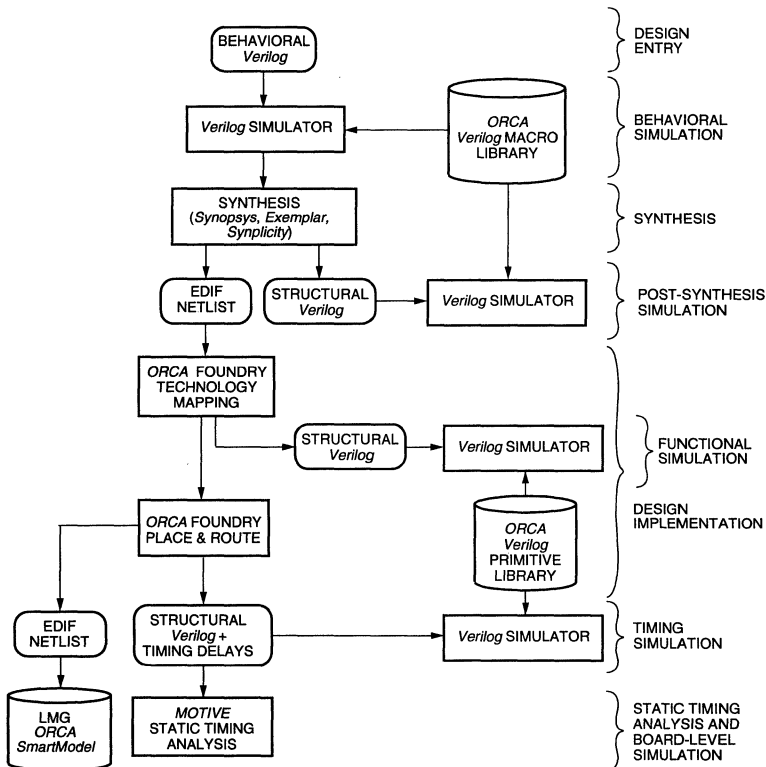 BEHAVIORAL
Verilog
DESIGN
ENTRY
Verilog SIMULATOR
ORCA
Verilog MACRO
LIBRARY
BEHAVIORAL
SIMULATION
SYNTHESIS
(Synopsys, Exemplar,
Synplicity)
SYNTHESIS
EDIF
NETLIST
STRUCTURAL
Verilog
Verilog SIMULATOR
POST-SYNTHESIS
SIMULATION
ORCA FOUNDRY
TECHNOLOGY
MAPPING
STRUCTURAL
Verilog
Verilog SIMULATOR
FUNCTIONAL
SIMULATION
DESIGN
IMPLEMENTATION
ORCA FOUNDRY
PLACE & ROUTE
ORCA
Verilog
PRIMITIVE
LIBRARY
EDIF
NETLIST
STRUCTURAL
Verilog +
TIMING DELAYS
Verilog SIMULATOR
TIMING
SIMULATION
LMG
ORCA
SmartModel
MOTIVE
STATIC TIMING
ANALYSIS
STATIC TIMING
ANALYSIS AND
BOARD-LEVEL
SIMULATION